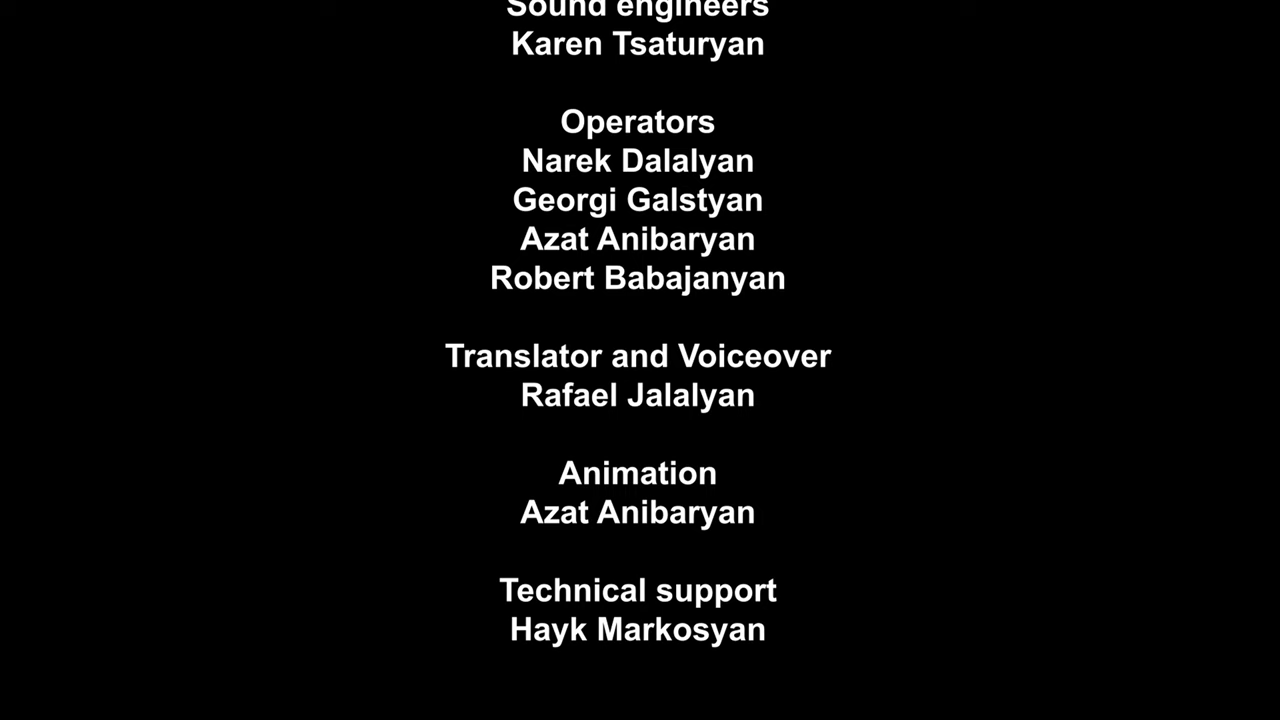 Sound engineers
Karen Tsaturyan
Operators
Narek Dalalyan
Georgi Galstyan
Azat Anibaryan
Robert Babajanyan
Translator and Voiceover
Rafael Jalalyan
Animation
Azat Anibaryan
Technical support
Hayk Markosyan